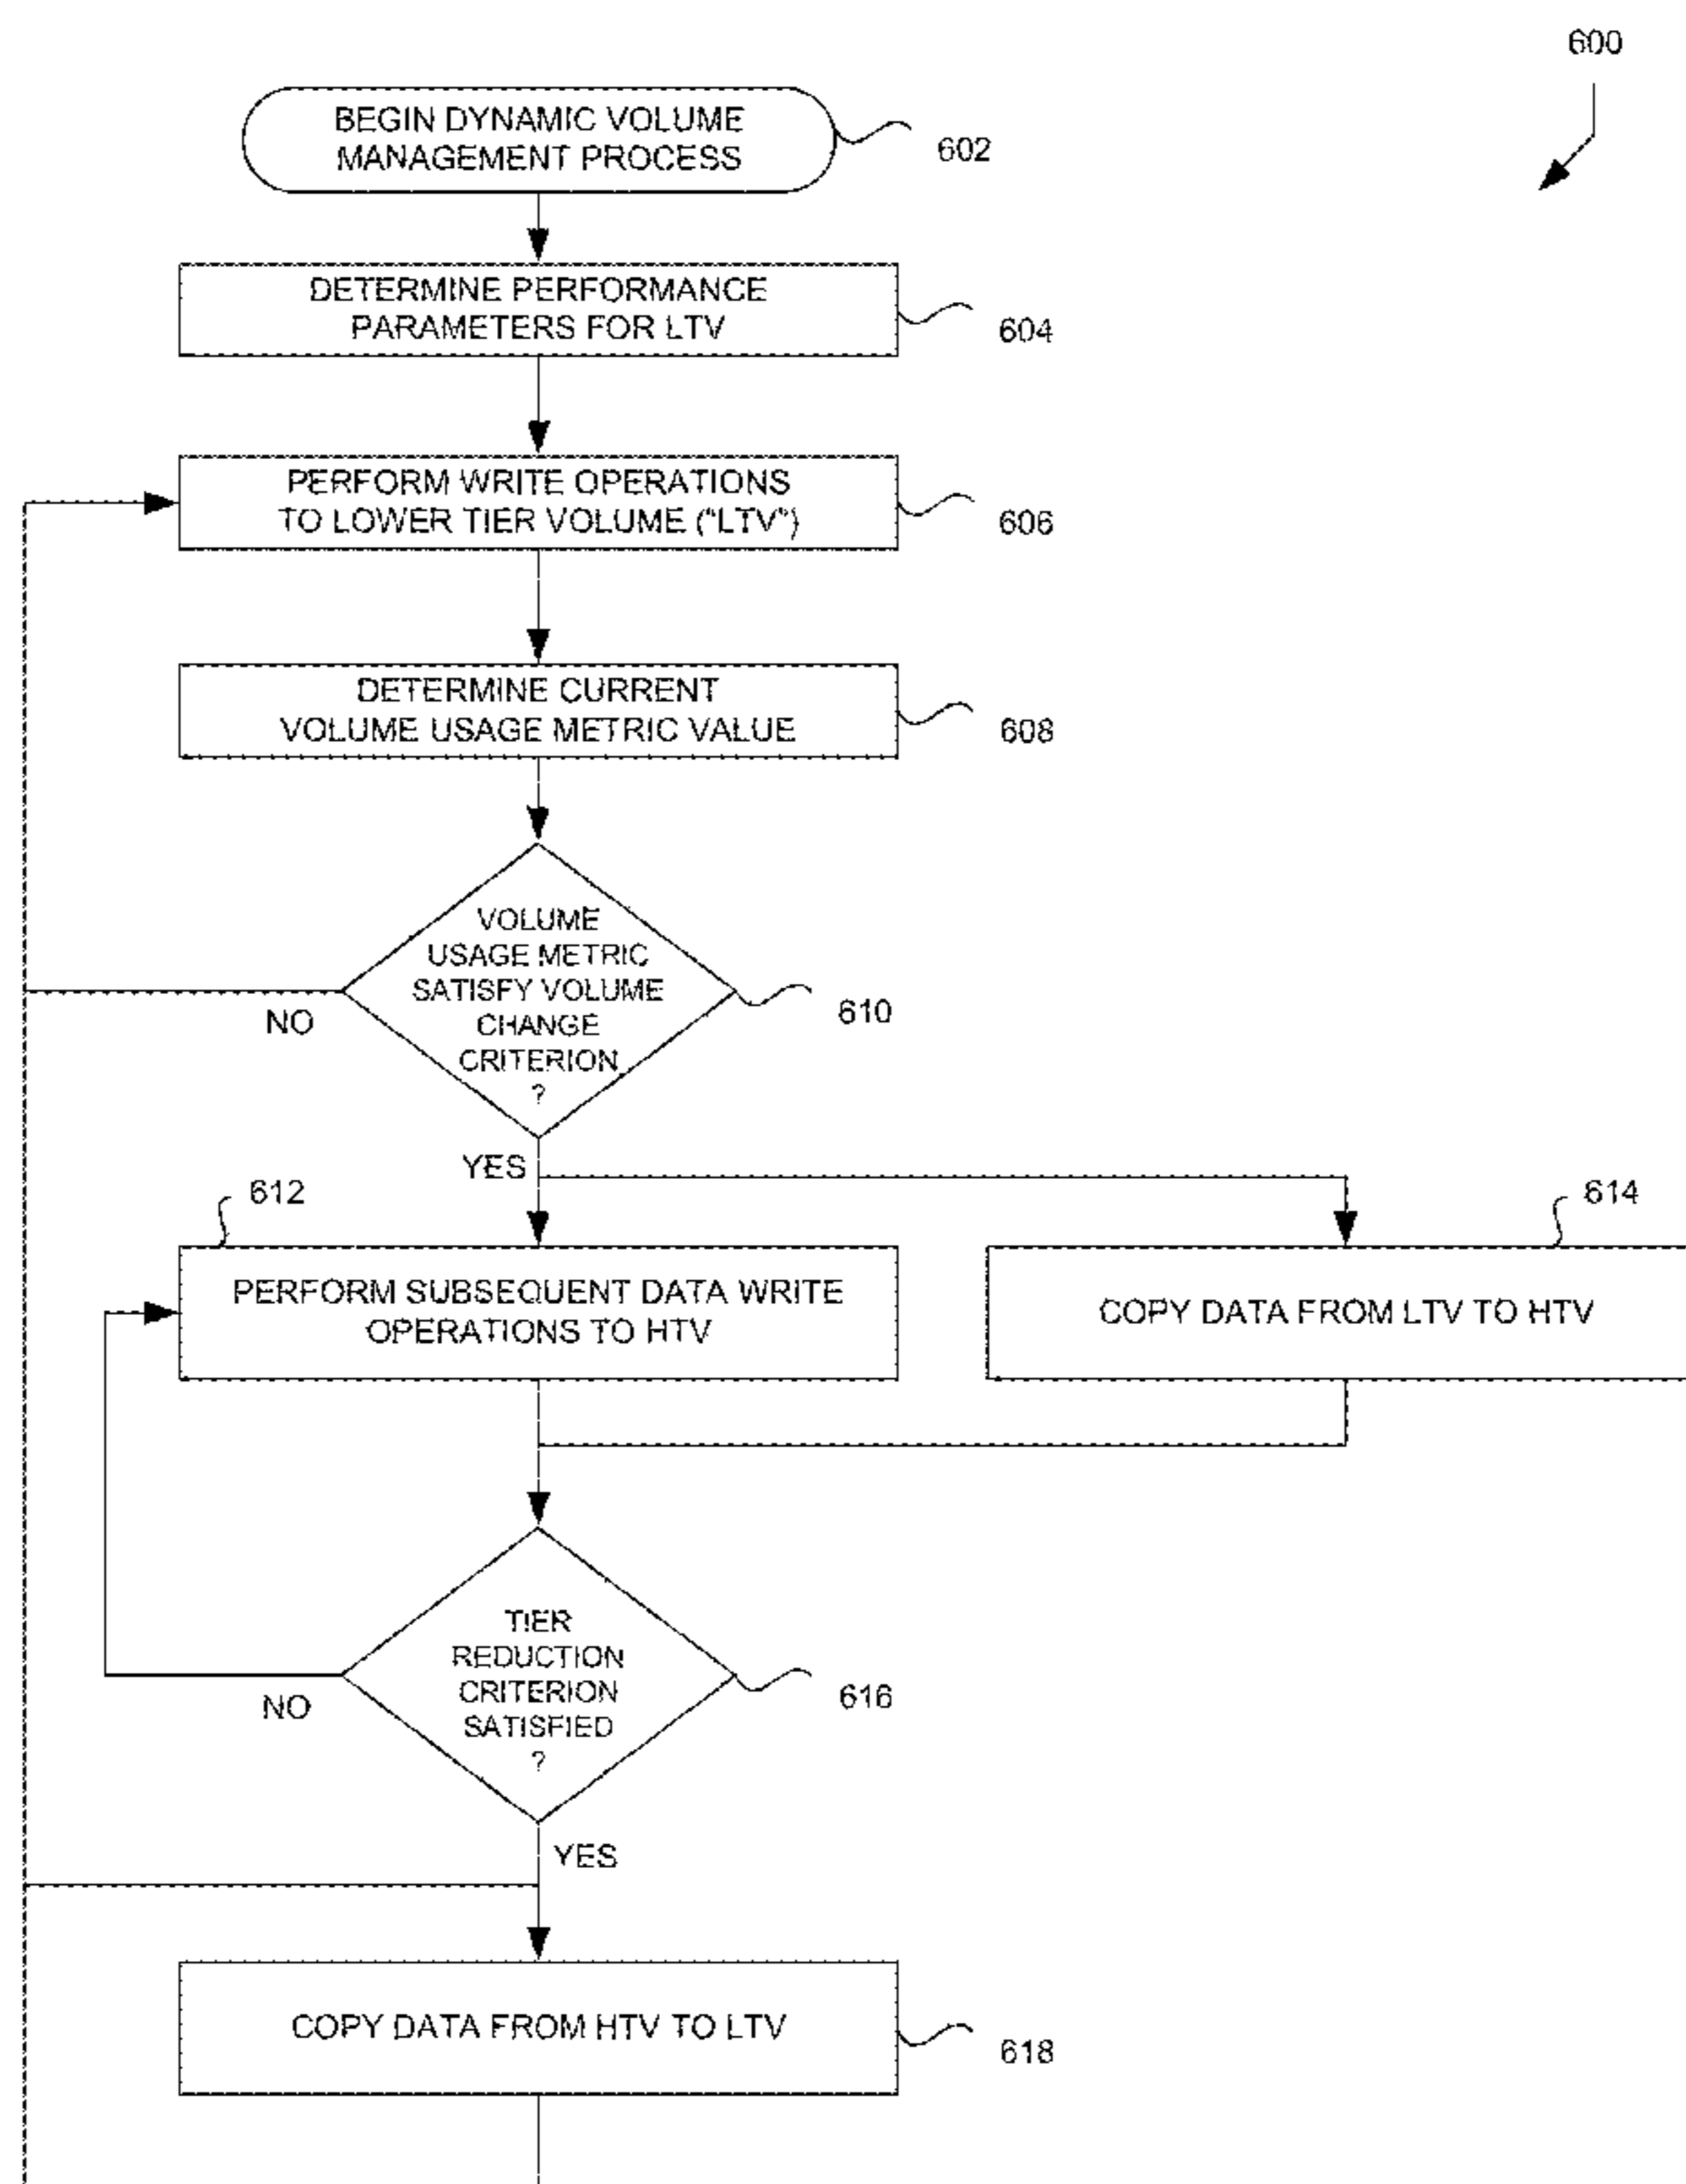 600
BEGIN DYNAMIC VOLUME
MANAGEMENT PROCESS
602
DETERMINE PERFORMANCE
PARAMETERS FOR LTV
604
PERFORM WRITE OPERATIONS
TO LOWER TIER VOLUME ("LTV")
606
DETERMINE CURRENT
VOLUME USAGE METRIC VALUE
608
VOLUME
USAGE METRIC
SATISFY VOLUME
CHANGE
CRITERION
?
610
NO
YES
612
614
PERFORM SUBSEQUENT DATA WRITE
OPERATIONS TO HTV
COPY DATA FROM LTV TO HTV
TIER
REDUCTION
CRITERION
SATISFIED
?
616
NO
YES
COPY DATA FROM HTV TO LTV
618